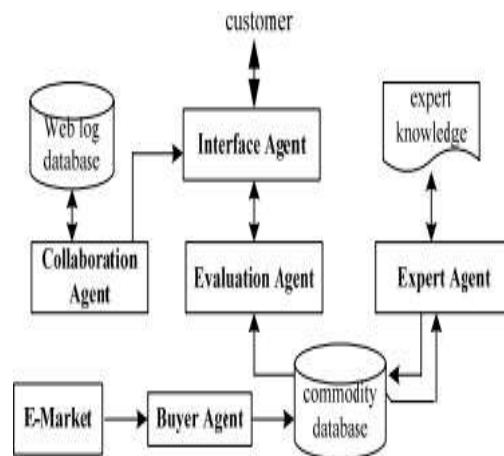 customer
Web log
database
Interface Agent
expert
knowledge
Collaboration
Agent
Evaluation Agent
Expert Agent
E-Market
Buyer Agent
commodity
database